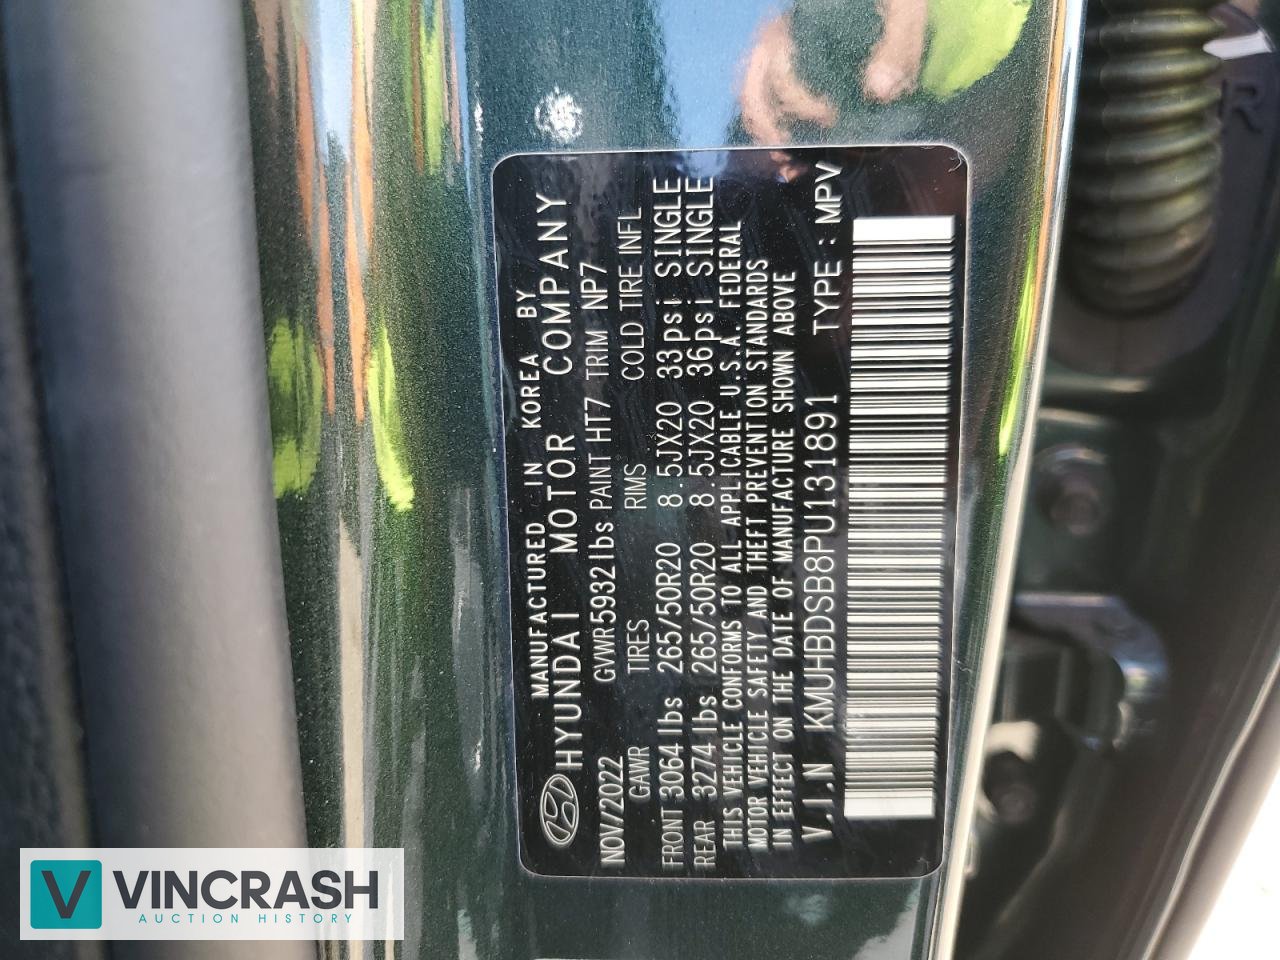 MANUFACTURED IN KOREA BY
HYUNDAI MOTOR COMPANY
NOV/2022 GVWR 5932 lbs PAINT HT7 TRIM NP7
GAWR TIRES RIMS COLD TIRE INFL
FRONT 3064 lbs 265/50R20 8.5JX20 33psi SINGLE
REAR 3274 lbs 265/50R20 8.5JX20 36psi SINGLE
THIS VEHICLE CONFORMS TO ALL APPLICABLE U.S.A. FEDERAL
MOTOR VEHICLE SAFETY AND THEFT PREVENTION STANDARDS
IN EFFECT ON THE DATE OF MANUFACTURE SHOWN ABOVE
V.I.N KMUHBDSB8PU131891 TYPE : MPV
R
V VINCRASH
AUCTION HISTORY